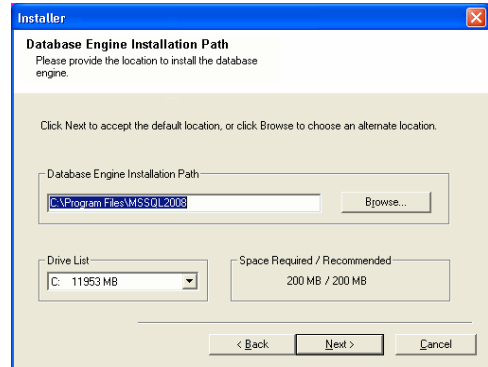 Installer
Database Engine Installation Path
Please provide the location to install the database
engine.
Click Next to accept the default location, or click Browse to choose an alternate location.
Database Engine Installation Path
C:\Program Files\MSSQL2008
Browse...
Drive List
C: 11953 MB
Space Required / Recommended
200 MB / 200 MB
< Back
Next >
Cancel